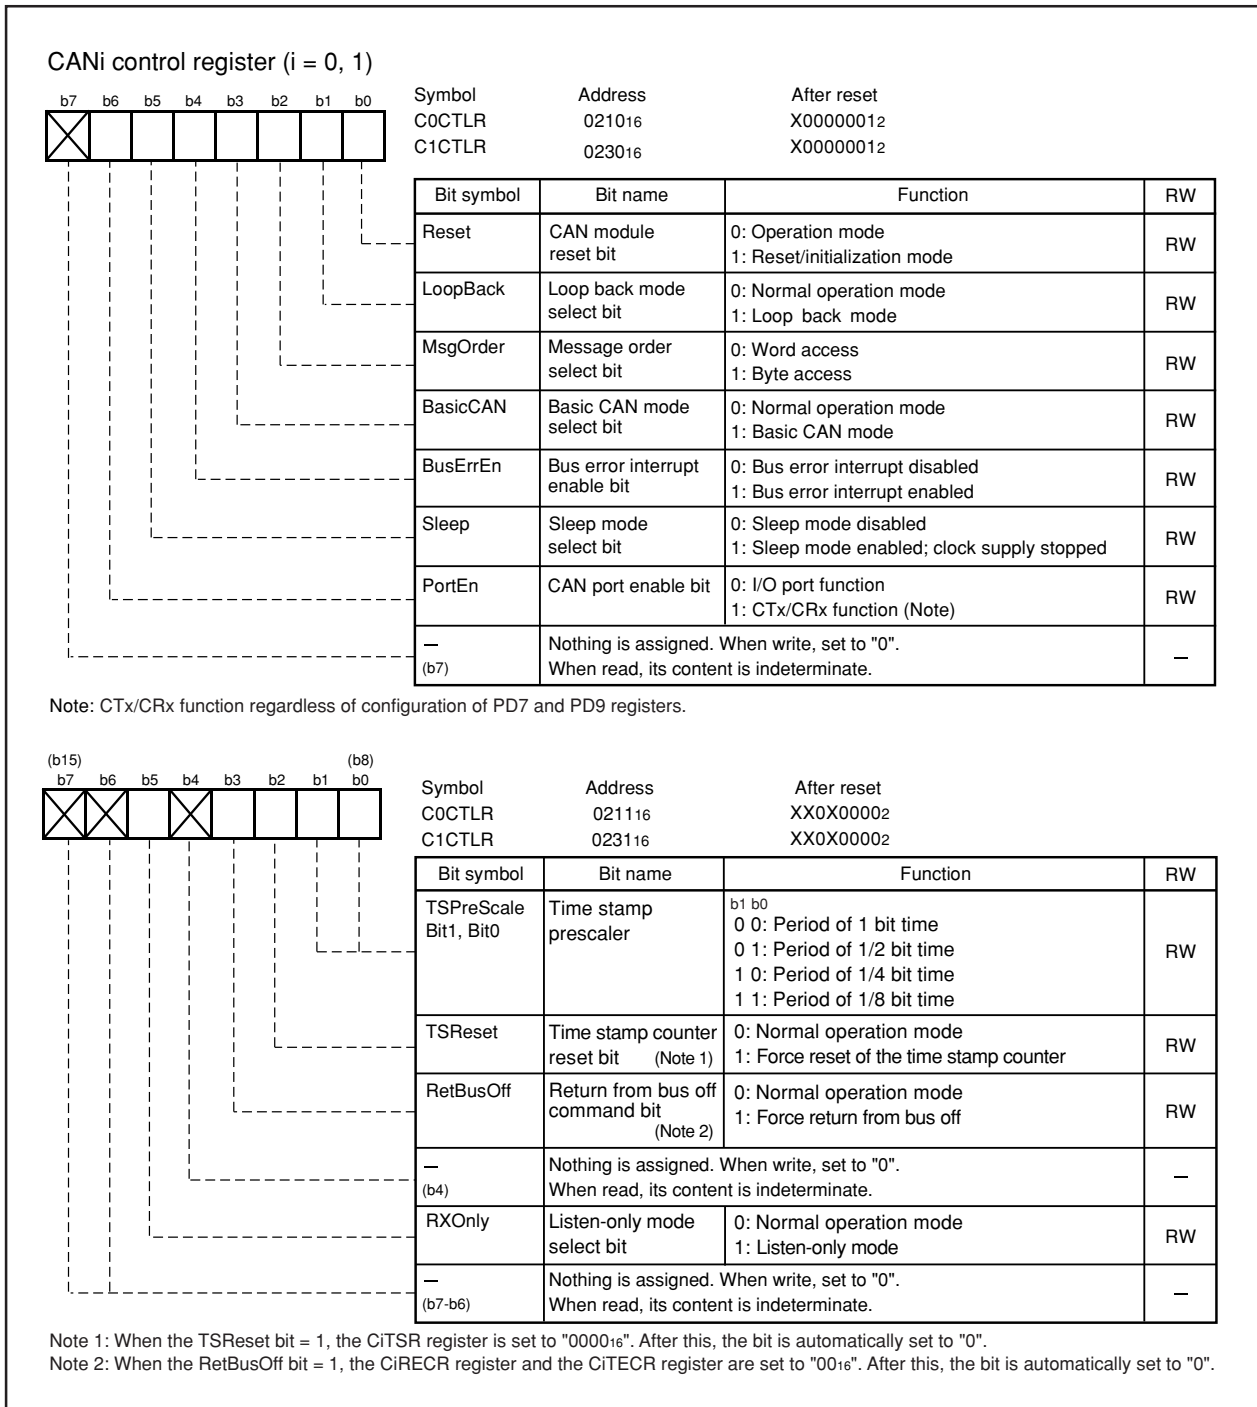 CANi control register (i = 0, 1)
b7 b6 b5 b4 b3 b2 b1 b0
Symbol Address After reset
C0CTLR 021016 X00000012
C1CTLR 023016 X00000012
Bit symbol Bit name Function RW
Reset CAN module 0: Operation mode
reset bit 1: Reset/initialization mode RW
LoopBack Loop back mode 0: Normal operation mode
select bit 1: Loop back mode RW
MsgOrder Message order 0: Word access
select bit 1: Byte access RW
BasicCAN Basic CAN mode 0: Normal operation mode
select bit 1: Basic CAN mode RW
BusErrEn Bus error interrupt 0: Bus error interrupt disabled
enable bit 1: Bus error interrupt enabled RW
Sleep Sleep mode 0: Sleep mode disabled
select bit 1: Sleep mode enabled; clock supply stopped RW
PortEn CAN port enable bit 0: I/O port function
1: CTx/CRx function (Note) RW
— Nothing is assigned. When write, set to "0".
(b7) When read, its content is indeterminate. —
Note: CTx/CRx function regardless of configuration of PD7 and PD9 registers.
(b15) (b8)
b7 b6 b5 b4 b3 b2 b1 b0
Symbol Address After reset
C0CTLR 021116 XX0X00002
C1CTLR 023116 XX0X00002
Bit symbol Bit name Function RW
TSPreScale Time stamp b1 b0
Bit1, Bit0 prescaler 0 0: Period of 1 bit time
0 1: Period of 1/2 bit time RW
1 0: Period of 1/4 bit time
1 1: Period of 1/8 bit time
TSReset Time stamp counter 0: Normal operation mode
reset bit (Note 1) 1: Force reset of the time stamp counter RW
RetBusOff Return from bus off 0: Normal operation mode
command bit 1: Force return from bus off RW
(Note 2)
— Nothing is assigned. When write, set to "0".
(b4) When read, its content is indeterminate. —
RXOnly Listen-only mode 0: Normal operation mode
select bit 1: Listen-only mode RW
— Nothing is assigned. When write, set to "0".
(b7-b6) When read, its content is indeterminate. —
Note 1: When the TSReset bit = 1, the CiTSR register is set to "000016". After this, the bit is automatically set to "0".
Note 2: When the RetBusOff bit = 1, the CiRECR register and the CiTECR register are set to "0016". After this, the bit is automatically set to "0".